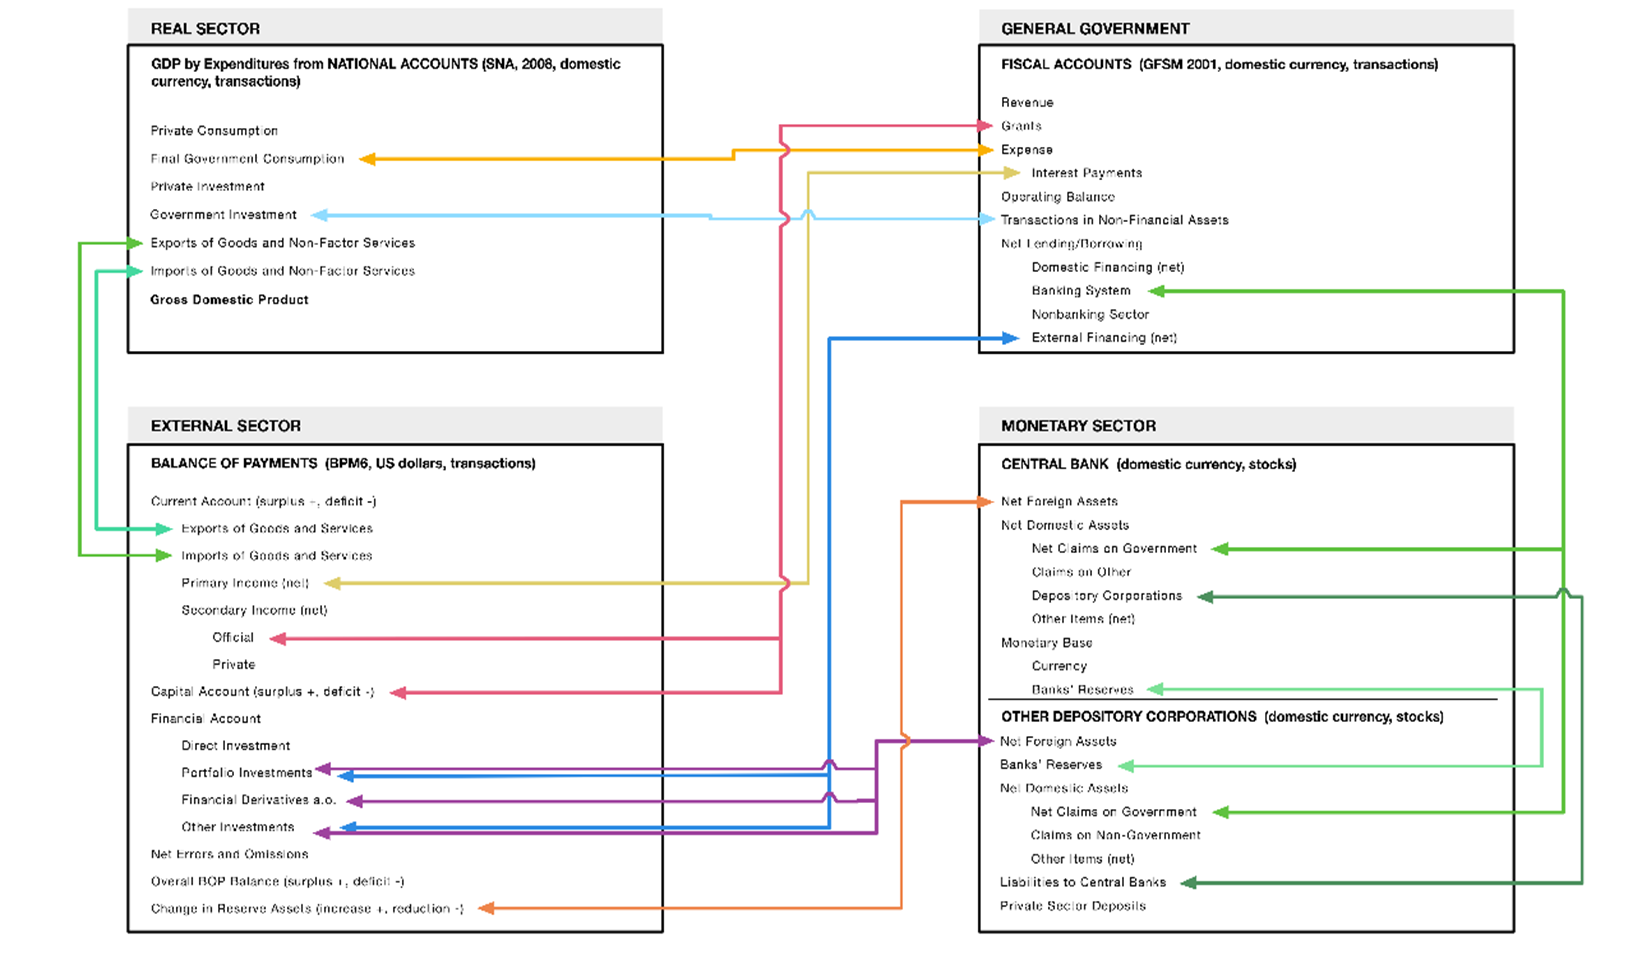 REAL SECTOR
GDP by Expenditures from NATIONAL ACCOUNTS (SNA, 2008, domestic
currency, transactions)
Private Consumption
Final Government Consumption
Private Investment
Government Investment
Exports of Goods and Non-Factor Services
Imports of Goods and Non-Factor Services
Gross Domestic Product
GENERAL GOVERNMENT
FISCAL ACCOUNTS (GFSM 2001, domestic currency, transactions)
Revenue
Grants
Expense
Interest Payments
Operating Balance
Transactions in Non-Financial Assets
Net Lending/Borrowing
Domestic Financing (net)
Banking System
Nonbanking Sector
External Financing (net)
EXTERNAL SECTOR
BALANCE OF PAYMENTS (BPM6, US dollars, transactions)
Current Account (surplus +, deficit -)
Exports of Goods and Services
Imports of Goods and Services
Primary Income (net)
Secondary Income (net)
Official
Private
Capital Account (surplus +, deficit -)
Financial Account
Direct Investment
Portfolio Investments
Financial Derivatives a.o.
Other Investments
Net Errors and Omissions
Overall BOP Balance (surplus +, deficit -)
Change in Reserve Assets (increase +, reduction -)
MONETARY SECTOR
CENTRAL BANK (domestic currency, stocks)
Net Foreign Assets
Net Domestic Assets
Net Claims on Government
Claims on Other
Depository Corporations
Other Items (net)
Monetary Base
Currency
Banks' Reserves
OTHER DEPOSITORY CORPORATIONS (domestic currency, stocks)
Net Foreign Assets
Banks' Reserves
Net Domestic Assets
Net Claims on Government
Claims on Non-Government
Other Items (net)
Liabilities to Central Banks
Private Sector Deposits